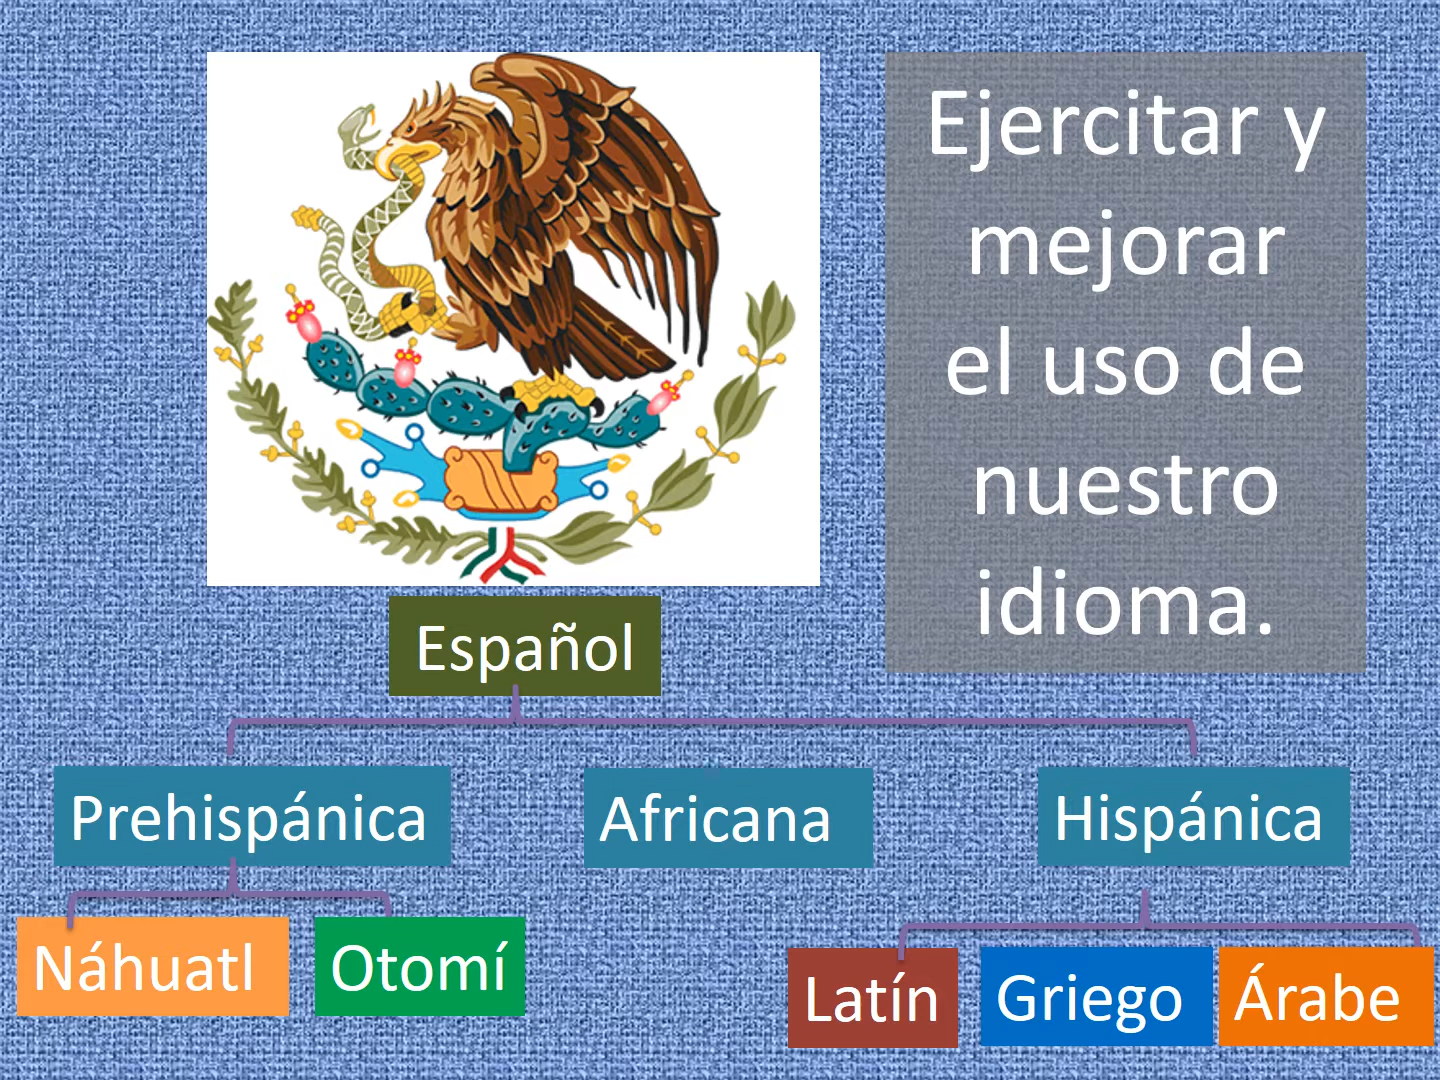 Ejercitar y
mejorar
el uso de
nuestro
idioma.
Español
Prehispánica
Africana
Hispánica
Náhuatl
Otomí
Latín
Griego
Árabe